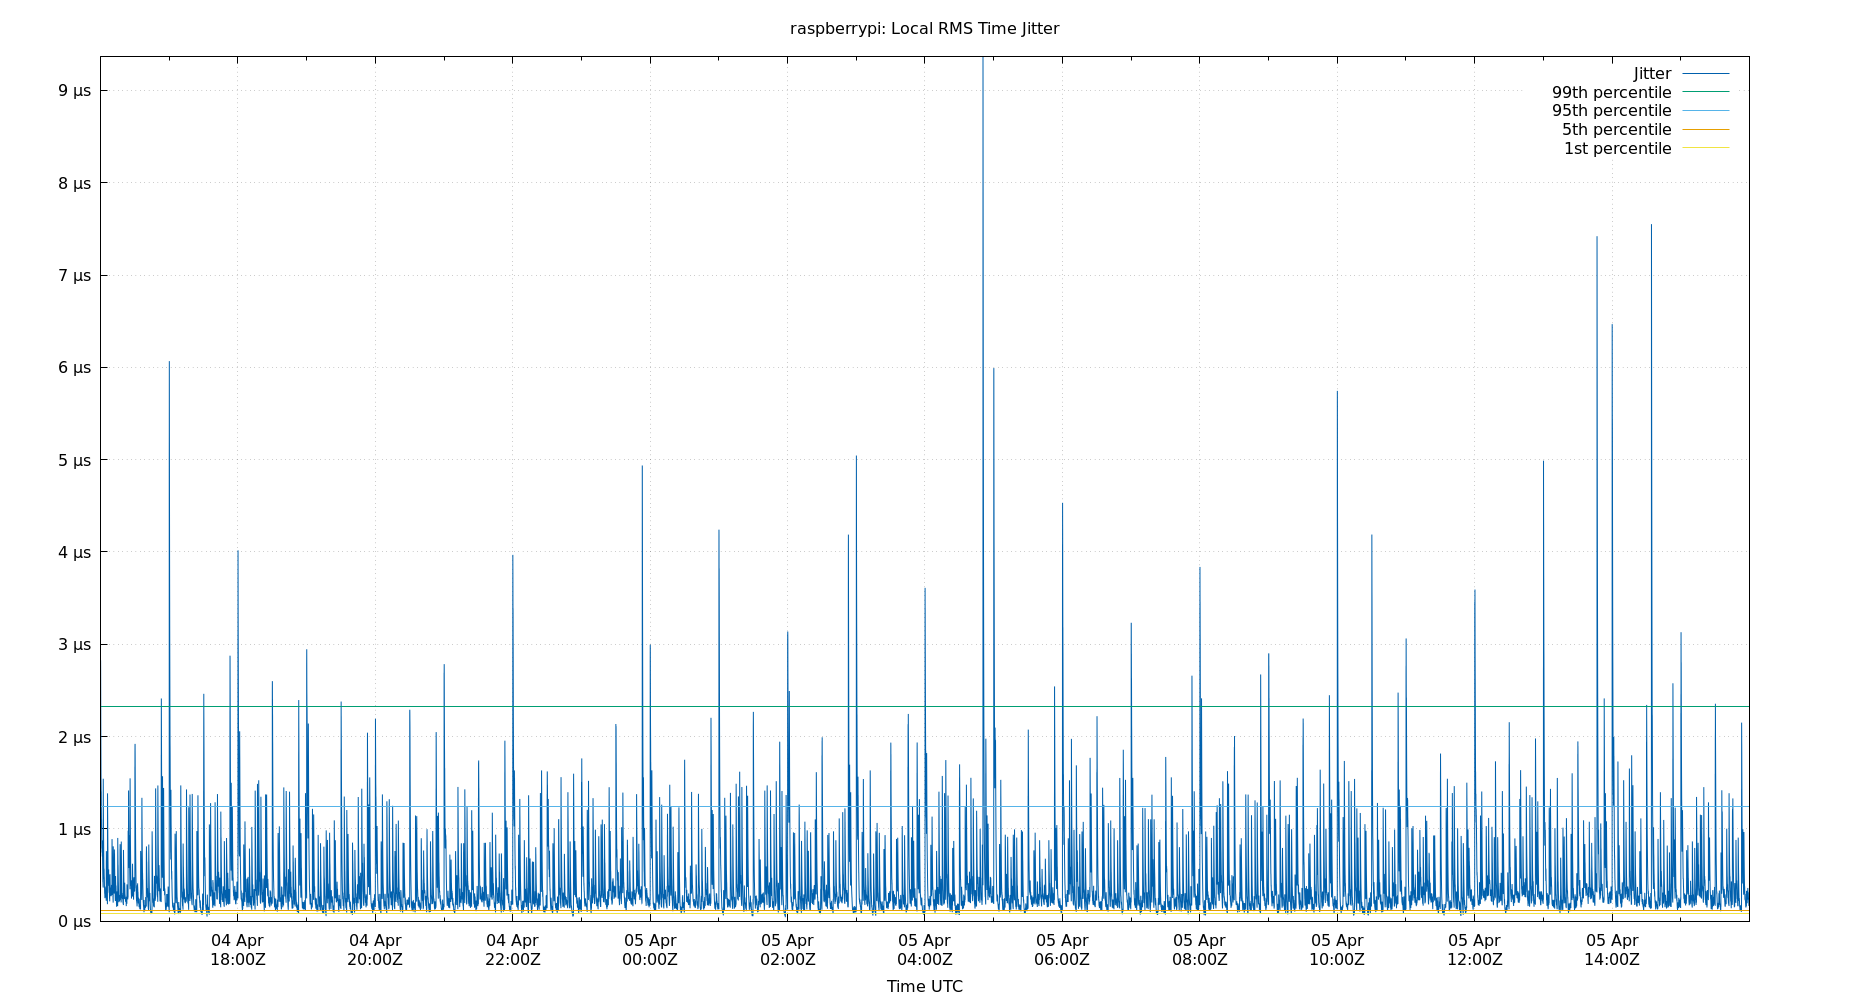 raspberrypi: Local RMS Time Jitter
Jitter
99th percentile
95th percentile
5th percentile
1st percentile
9 µs
8 µs
7 µs
6 µs
5 µs
4 µs
3 µs
2 µs
1 µs
0 µs
04 Apr 04 Apr 04 Apr 05 Apr 05 Apr 05 Apr 05 Apr 05 Apr 05 Apr 05 Apr 05 Apr
18:00Z 20:00Z 22:00Z 00:00Z 02:00Z 04:00Z 06:00Z 08:00Z 10:00Z 12:00Z 14:00Z
Time UTC